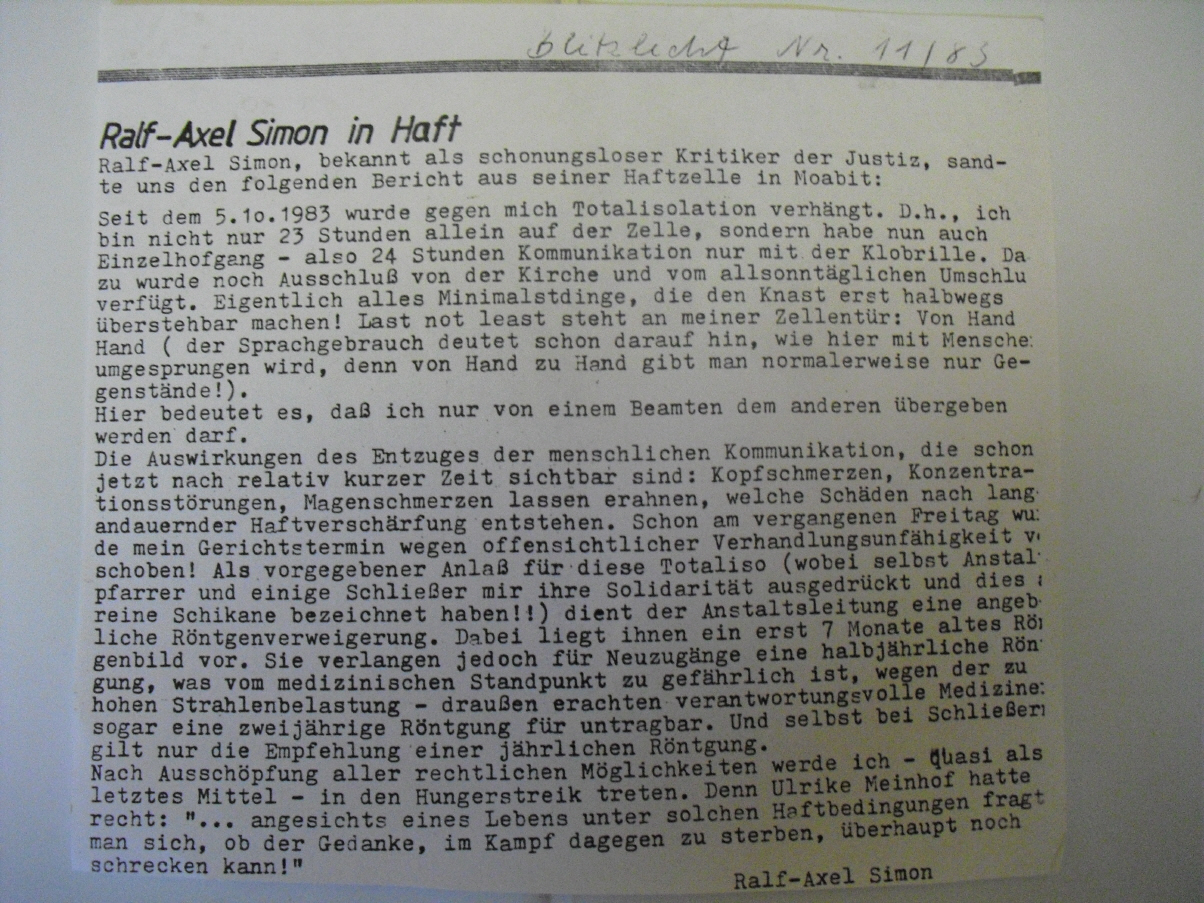 blitzlicht Nr. 11/83
Ralf-Axel Simon in Haft
Ralf-Axel Simon, bekannt als schonungsloser Kritiker der Justiz, sand-
te uns den folgenden Bericht aus seiner Haftzelle in Moabit:
Seit dem 5.1o.1983 wurde gegen mich Totalisolation verhängt. D.h., ich
bin nicht nur 23 Stunden allein auf der Zelle, sondern habe nun auch
Einzelhofgang - also 24 Stunden Kommunikation nur mit der Klobrille. Da
zu wurde noch Ausschluß von der Kirche und vom allsonntäglichen Umschlu
verfügt. Eigentlich alles Minimalstdinge, die den Knast erst halbwegs
überstehbar machen! Last not least steht an meiner Zellentür: Von Hand
Hand ( der Sprachgebrauch deutet schon darauf hin, wie hier mit Mensche
umgesprungen wird, denn von Hand zu Hand gibt man normalerweise nur Ge-
genstände!).
Hier bedeutet es, daß ich nur von einem Beamten dem anderen übergeben
werden darf.
Die Auswirkungen des Entzuges der menschlichen Kommunikation, die schon
jetzt nach relativ kurzer Zeit sichtbar sind: Kopfschmerzen, Konzentra-
tionsstörungen, Magenschmerzen lassen erahnen, welche Schäden nach lang
andauernder Haftverschärfung entstehen. Schon am vergangenen Freitag wu
de mein Gerichtstermin wegen offensichtlicher Verhandlungsunfähigkeit v
schoben! Als vorgegebener Anlaß für diese Totaliso (wobei selbst Anstal
pfarrer und einige Schließer mir ihre Solidarität ausgedrückt und dies a
reine Schikane bezeichnet haben!!) dient der Anstaltsleitung eine angeb
liche Röntgenverweigerung. Dabei liegt ihnen ein erst 7 Monate altes Rö
genbild vor. Sie verlangen jedoch für Neuzugänge eine halbjährliche Rön
gung, was vom medizinischen Standpunkt zu gefährlich ist, wegen der zu
hohen Strahlenbelastung - draußen erachten verantwortungsvolle Medizine
sogar eine zweijährige Röntgung für untragbar. Und selbst bei Schließer
gilt nur die Empfehlung einer jährlichen Röntgung.
Nach Ausschöpfung aller rechtlichen Möglichkeiten werde ich - Quasi als
letztes Mittel - in den Hungerstreik treten. Denn Ulrike Meinhof hatte
recht: "... angesichts eines Lebens unter solchen Haftbedingungen fragt
man sich, ob der Gedanke, im Kampf dagegen zu sterben, überhaupt noch
schrecken kann!"
Ralf-Axel Simon